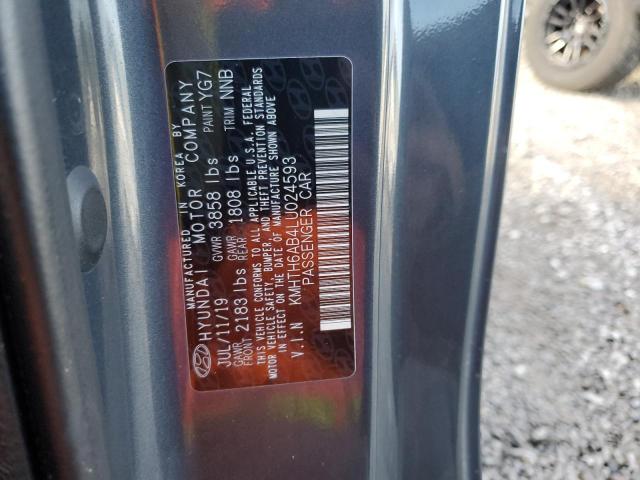 MANUFACTURED IN KOREA BY
HYUNDAI MOTOR COMPANY
JUL/11/19 GVWR 3858 lbs PAINT YG7
GAWR FRONT 2183 lbs GAWR REAR 1808 lbs TRIM NNB
THIS VEHICLE CONFORMS TO ALL APPLICABLE U.S.A. FEDERAL
MOTOR VEHICLE SAFETY, BUMPER, AND THEFT PREVENTION STANDARDS
IN EFFECT ON THE DATE OF MANUFACTURE SHOWN ABOVE
V.I.N KMHTH6AB4LU024593
PASSENGER CAR